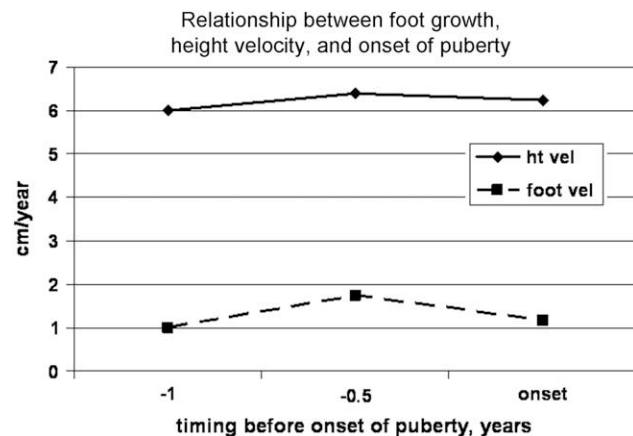 Relationship between foot growth,
height velocity, and onset of puberty
7
6
5
4
3
2
1
0
cm/year
ht vel
foot vel
-1
-0.5
onset
timing before onset of puberty, years